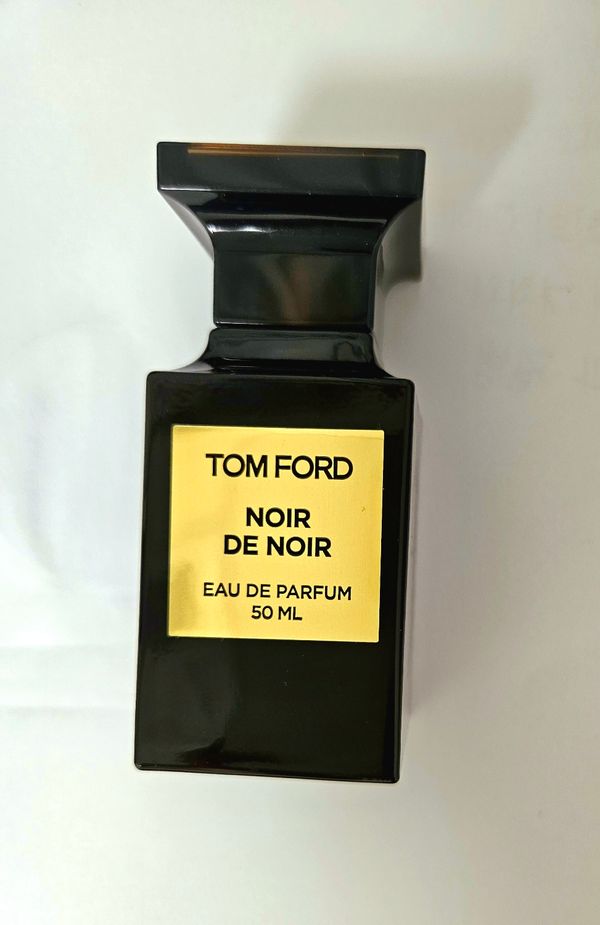 TOM FORD
NOIR
DE NOIR
EAU DE PARFUM
50 ML